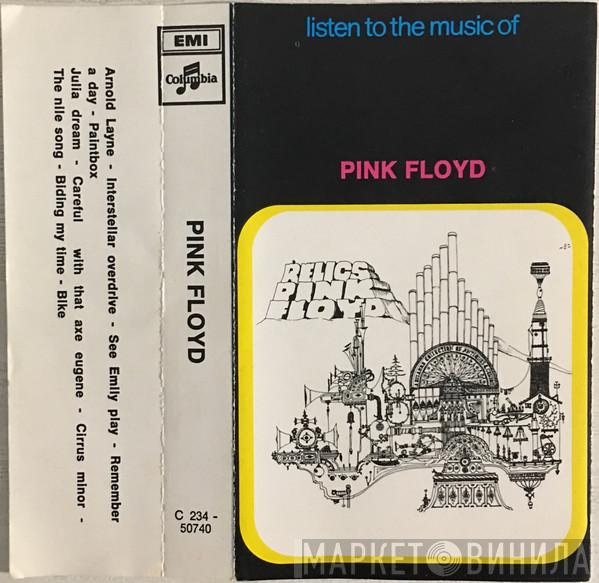 listen to the music of
PINK FLOYD
RELICS
PINK
FLOYD
EMI
Columbia
PINK FLOYD
C 234 -
50740
Arnold Layne - Interstellar overdrive - See Emily play - Remember
a day - Paintbox
Julia dream - Careful with that axe eugene - Cirrus minor -
The nile song - Biding my time - Bike
МАРКЕТ ВИНИЛА